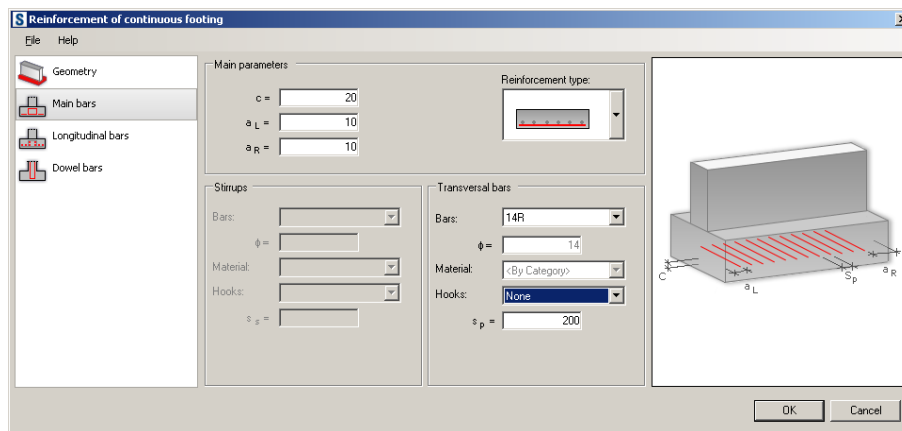 S Reinforcement of continuous footing
File Help
Geometry
Main bars
Longitudinal bars
Dowel bars
Main parameters
c = 20
a L = 10
a R = 10
Reinforcement type:
Stirrups
Bars:
ϕ =
Material:
Hooks:
s s =
Transversal bars
Bars: 14R
ϕ = 14
Material: <By Category>
Hooks: None
s p = 200
C
a L
S p
a R
OK Cancel